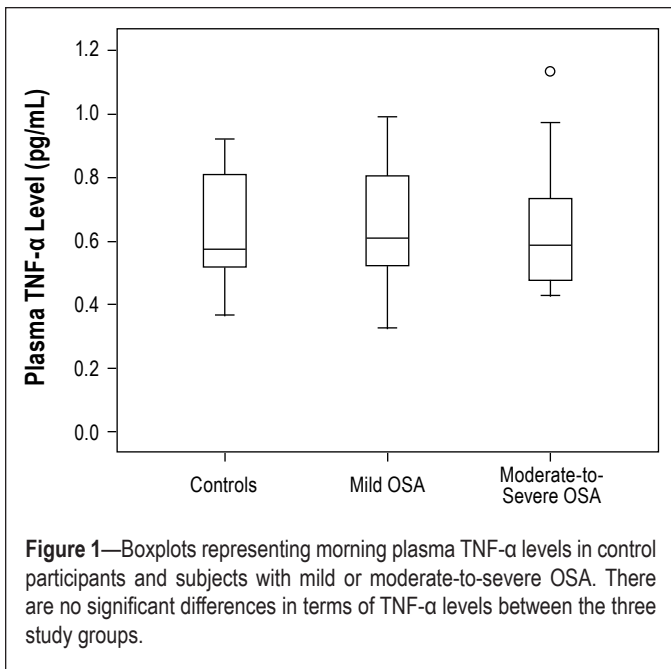 Plasma TNF-α Level (pg/mL)
1.2
1.0
0.8
0.6
0.4
0.2
0.0
Controls
Mild OSA
Moderate-to-
Severe OSA
Figure 1—Boxplots representing morning plasma TNF-α levels in control
participants and subjects with mild or moderate-to-severe OSA. There
are no significant differences in terms of TNF-α levels between the three
study groups.